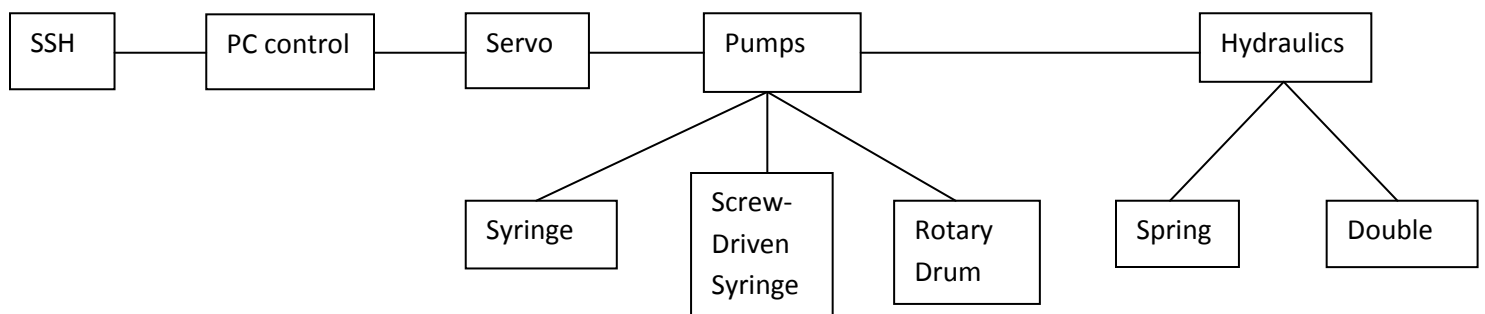 SSH
PC control
Servo
Pumps
Hydraulics
Syringe
Screw-
Driven
Syringe
Rotary
Drum
Spring
Double